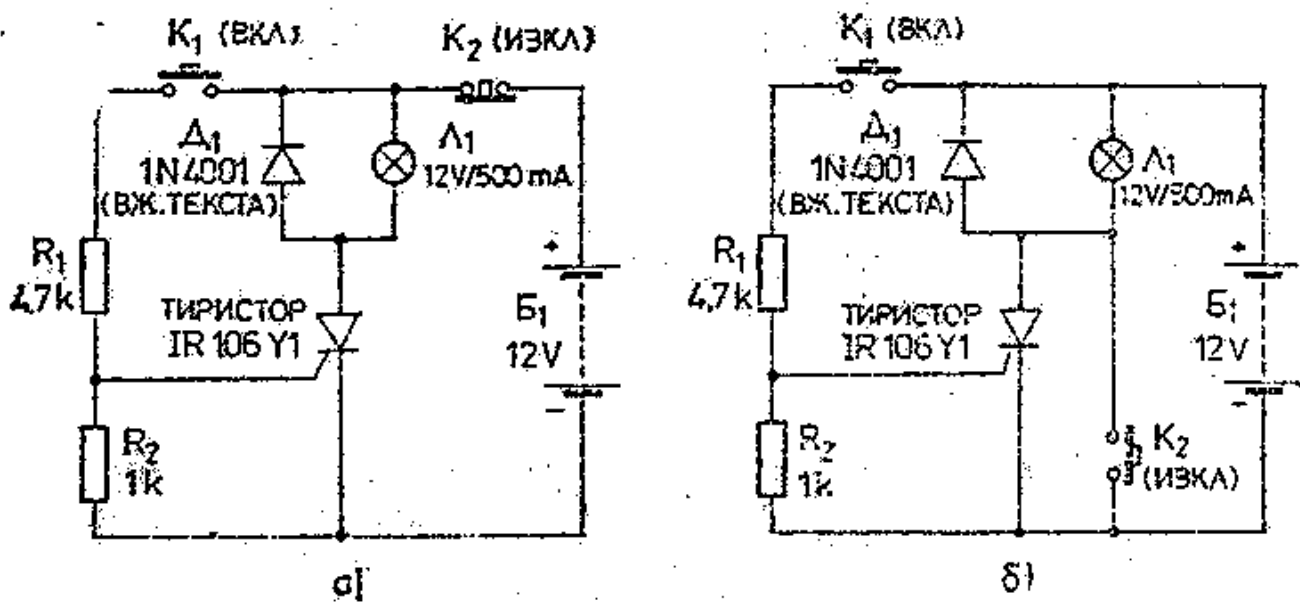 K₁ (ВКЛ)
K₂ (ИЗКЛ)
Д₁
1N4001
(ВЖ.ТЕКСТА)
Л₁
12V/500mA
R₁
4,7k
ТИРИСТОР
IR 106 Y1
+
Б₁
12V
−
R₂
1k
а)
K₁ (ВКЛ)
Д₁
1N4001
(ВЖ.ТЕКСТА)
Л₁
12V/500mA
R₁
4,7k
ТИРИСТОР
IR 106 Y1
+
Б₁
12V
−
R₂
1k
K₂
(ИЗКЛ)
б)